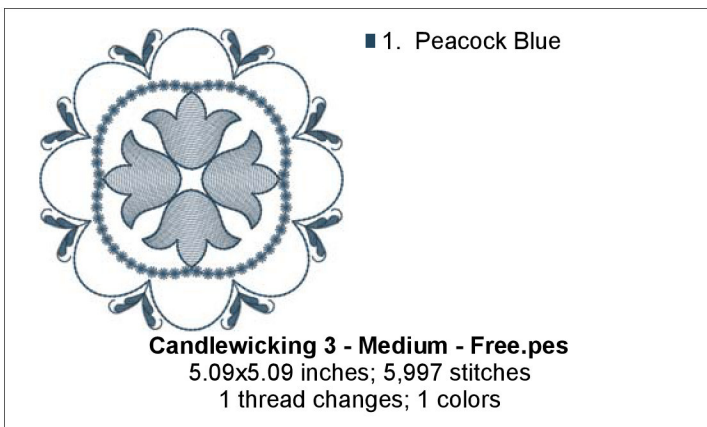 1. Peacock Blue
Candlewicking 3 - Medium - Free.pes
5.09x5.09 inches; 5,997 stitches
1 thread changes; 1 colors